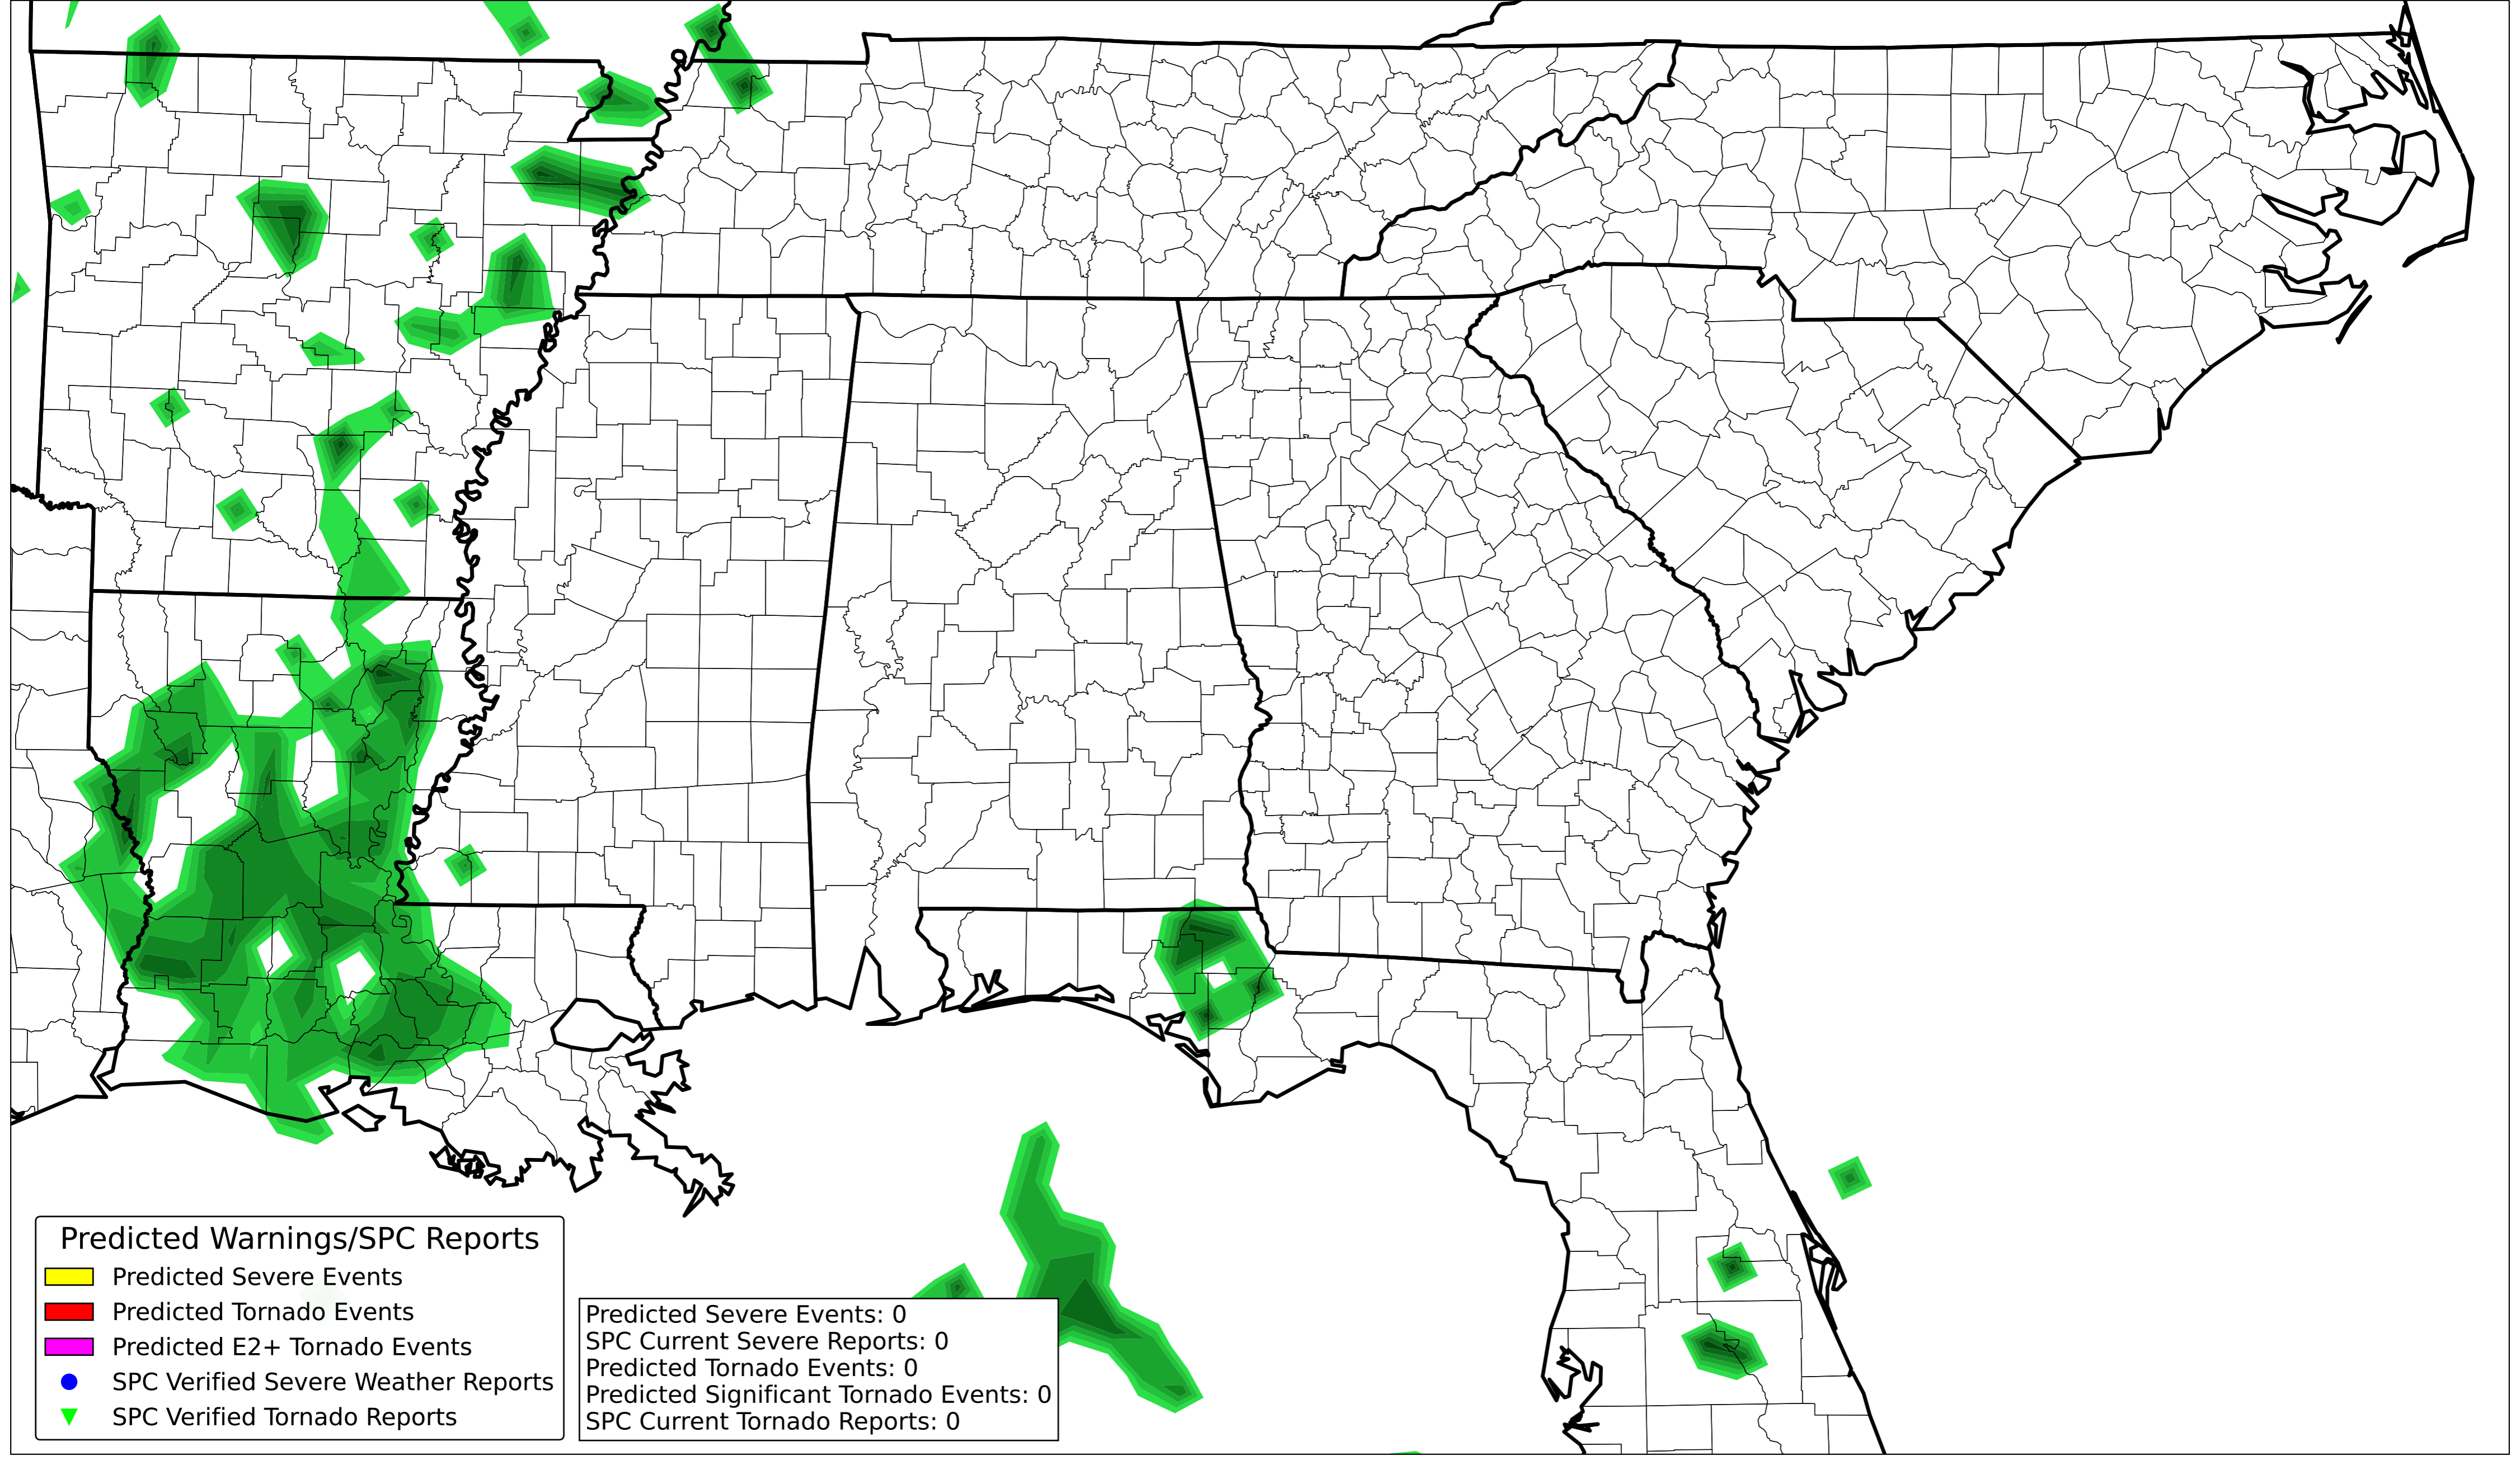 Predicted Warnings/SPC Reports
Predicted Severe Events
Predicted Tornado Events
Predicted E2+ Tornado Events
SPC Verified Severe Weather Reports
SPC Verified Tornado Reports
Predicted Severe Events: 0
SPC Current Severe Reports: 0
Predicted Tornado Events: 0
Predicted Significant Tornado Events: 0
SPC Current Tornado Reports: 0